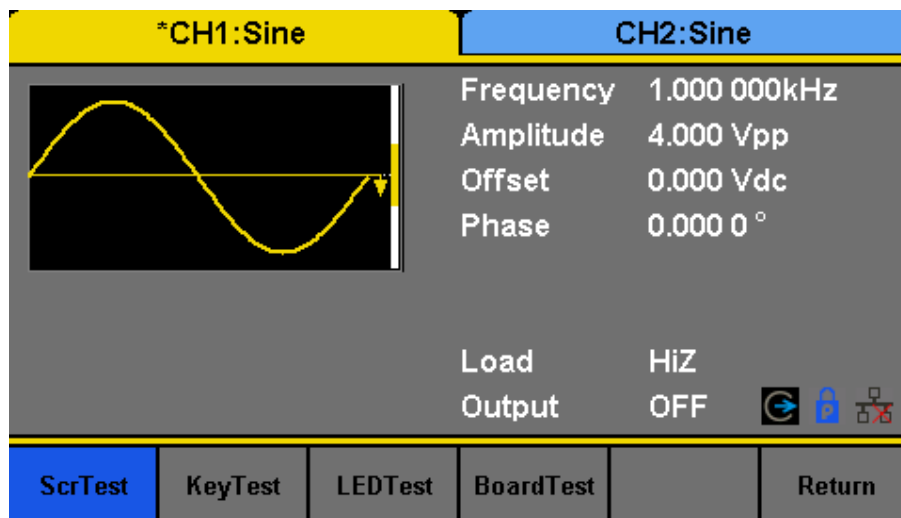 *CH1:Sine
CH2:Sine
Frequency 1.000 000kHz
Amplitude 4.000 Vpp
Offset 0.000 Vdc
Phase 0.000 0 °
Load HiZ
Output OFF
P
ScrTest KeyTest LEDTest BoardTest Return